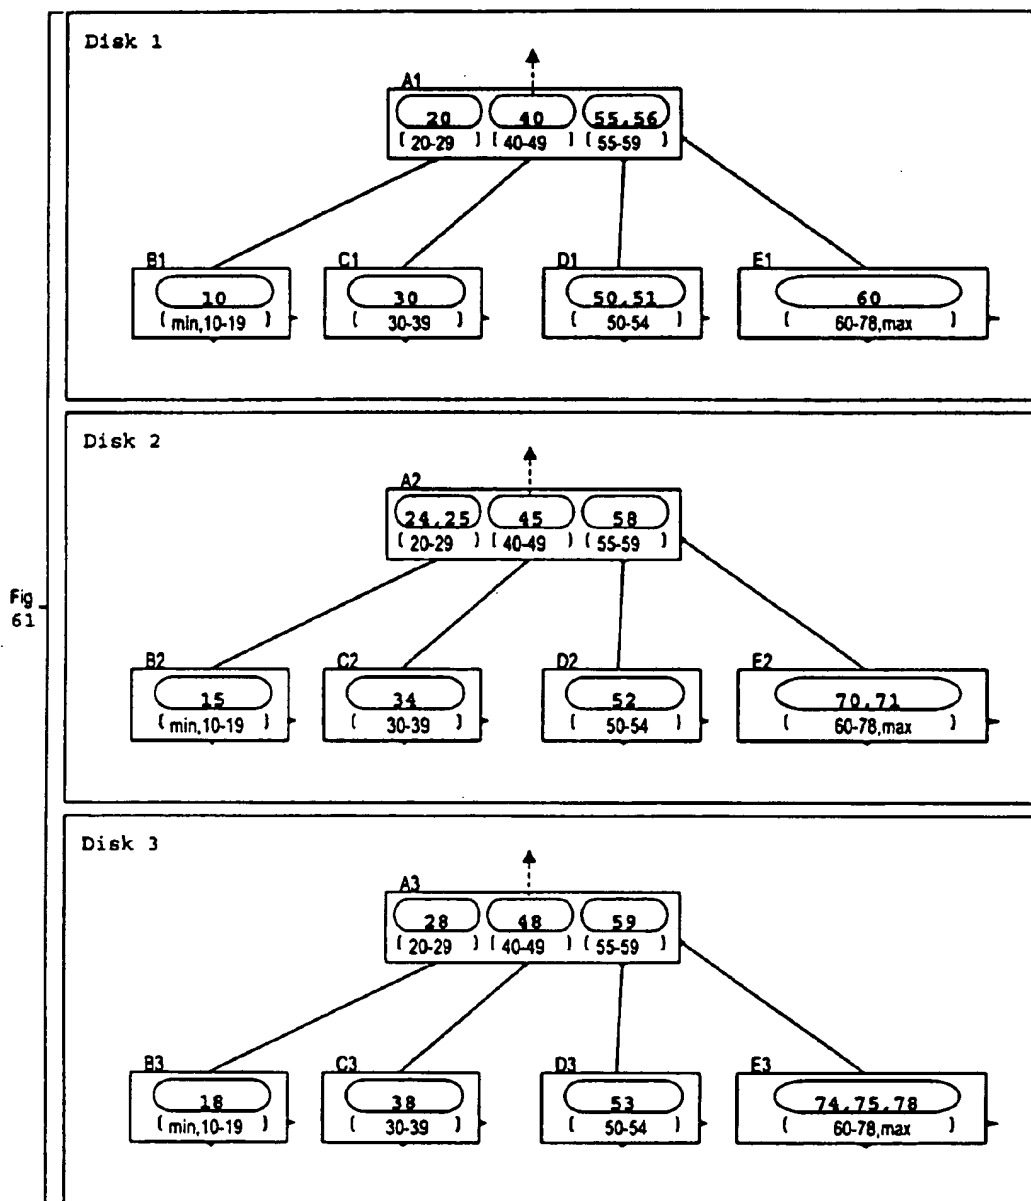 Disk 1
A1
20 40 55,56
[ 20-29 ] [ 40-49 ] [ 55-59 ]
B1 C1 D1 E1
10 30 50,51 60
[ min,10-19 ] [ 30-39 ] [ 50-54 ] [ 60-78,max ]
Disk 2
A2
24,25 45 58
[ 20-29 ] [ 40-49 ] [ 55-59 ]
Fig
61
B2 C2 D2 E2
15 34 52 70,71
[ min,10-19 ] [ 30-39 ] [ 50-54 ] [ 60-78,max ]
Disk 3
A3
28 48 59
[ 20-29 ] [ 40-49 ] [ 55-59 ]
B3 C3 D3 E3
18 38 53 74,75,78
[ min,10-19 ] [ 30-39 ] [ 50-54 ] [ 60-78,max ]